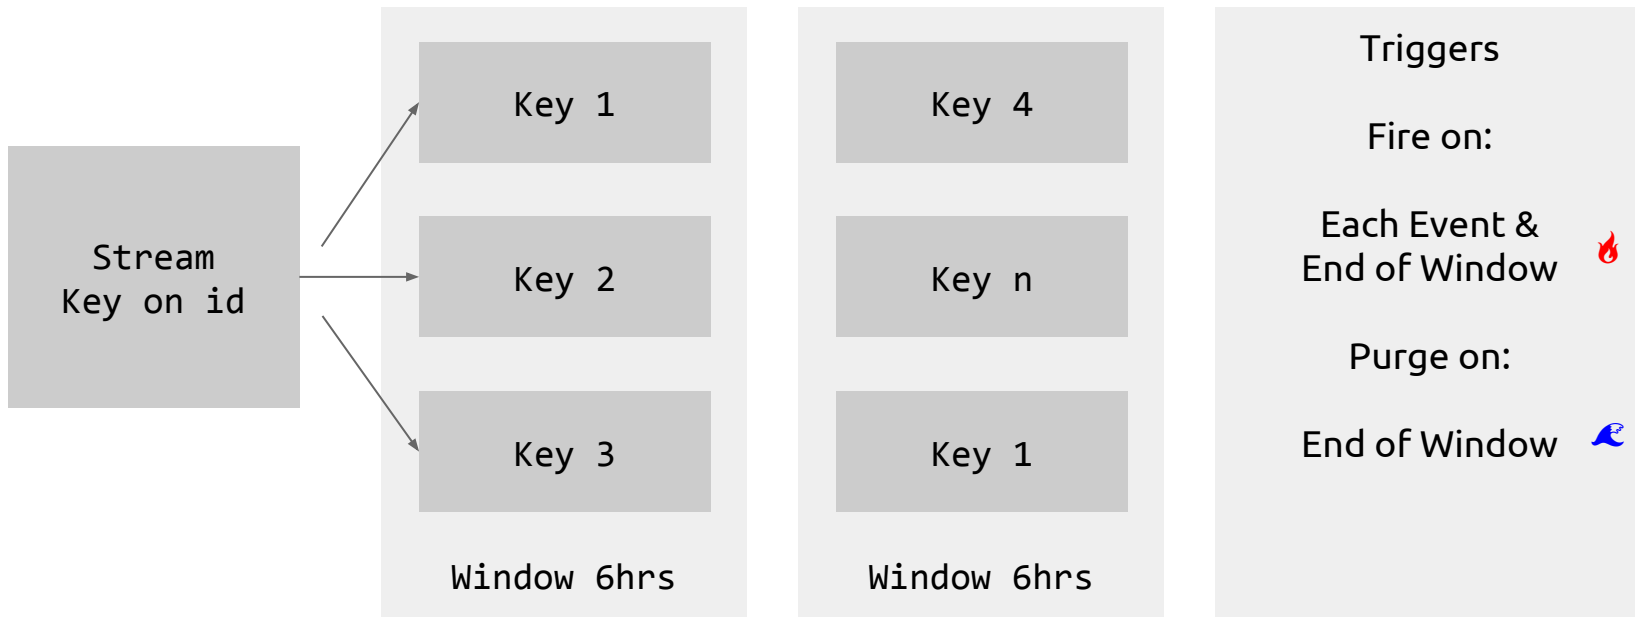 Stream
Key on id
Key 1
Key 2
Key 3
Window 6hrs
Key 4
Key n
Key 1
Window 6hrs
Triggers
Fire on:
Each Event &
End of Window
Purge on:
End of Window